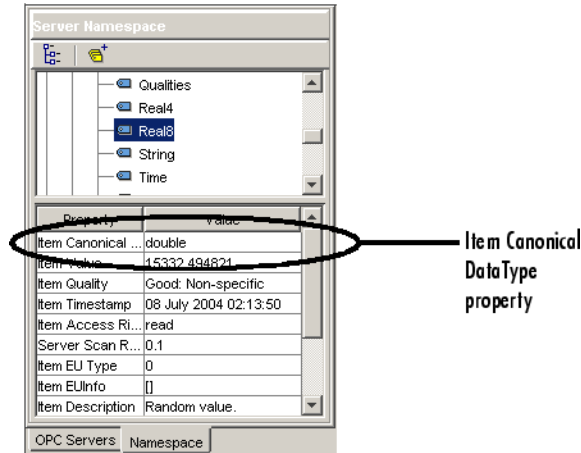 Server Namespace
Qualities
Real4
Real8
String
Time
Property Value
Item Canonical ... double
Item Value 15332.494821
Item Quality Good: Non-specific
Item Timestamp 08 July 2004 02:13:50
Item Access Ri... read
Server Scan R... 0.1
Item EU Type 0
Item EUInfo []
Item Description Random value.
OPC Servers Namespace
Item Canonical
DataType
property